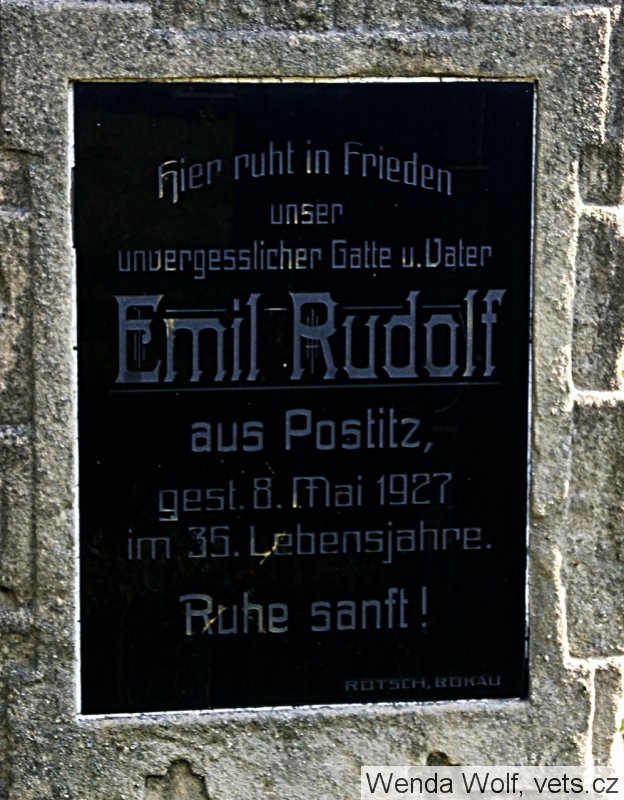 Hier ruht in Frieden
unser
unvergesslicher Gatte u. Vater
Emil Rudolf
aus Postitz,
gest. 8. Mai 1927
im 35. Lebensjahre.
Ruhe sanft!
ROTSCH, BOKAU
Wenda Wolf, vets.cz